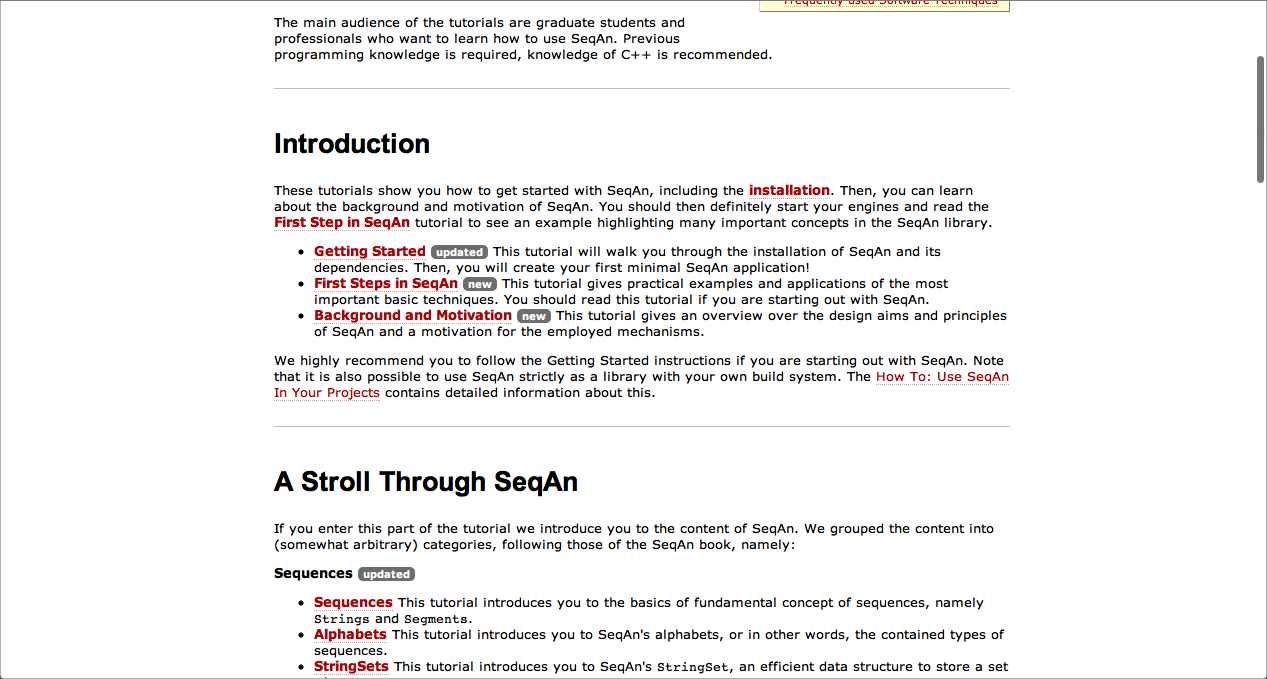 Frequently used Software Techniques
The main audience of the tutorials are graduate students and
professionals who want to learn how to use SeqAn. Previous
programming knowledge is required, knowledge of C++ is recommended.
Introduction
These tutorials show you how to get started with SeqAn, including the installation. Then, you can learn
about the background and motivation of SeqAn. You should then definitely start your engines and read the
First Step in SeqAn tutorial to see an example highlighting many important concepts in the SeqAn library.
• Getting Started updated This tutorial will walk you through the installation of SeqAn and its
dependencies. Then, you will create your first minimal SeqAn application!
• First Steps in SeqAn new This tutorial gives practical examples and applications of the most
important basic techniques. You should read this tutorial if you are starting out with SeqAn.
• Background and Motivation new This tutorial gives an overview over the design aims and principles
of SeqAn and a motivation for the employed mechanisms.
We highly recommend you to follow the Getting Started instructions if you are starting out with SeqAn. Note
that it is also possible to use SeqAn strictly as a library with your own build system. The How To: Use SeqAn
In Your Projects contains detailed information about this.
A Stroll Through SeqAn
If you enter this part of the tutorial we introduce you to the content of SeqAn. We grouped the content into
(somewhat arbitrary) categories, following those of the SeqAn book, namely:
Sequences updated
• Sequences This tutorial introduces you to the basics of fundamental concept of sequences, namely
Strings and Segments.
• Alphabets This tutorial introduces you to SeqAn's alphabets, or in other words, the contained types of
sequences.
• StringSets This tutorial introduces you to SeqAn's StringSet, an efficient data structure to store a set